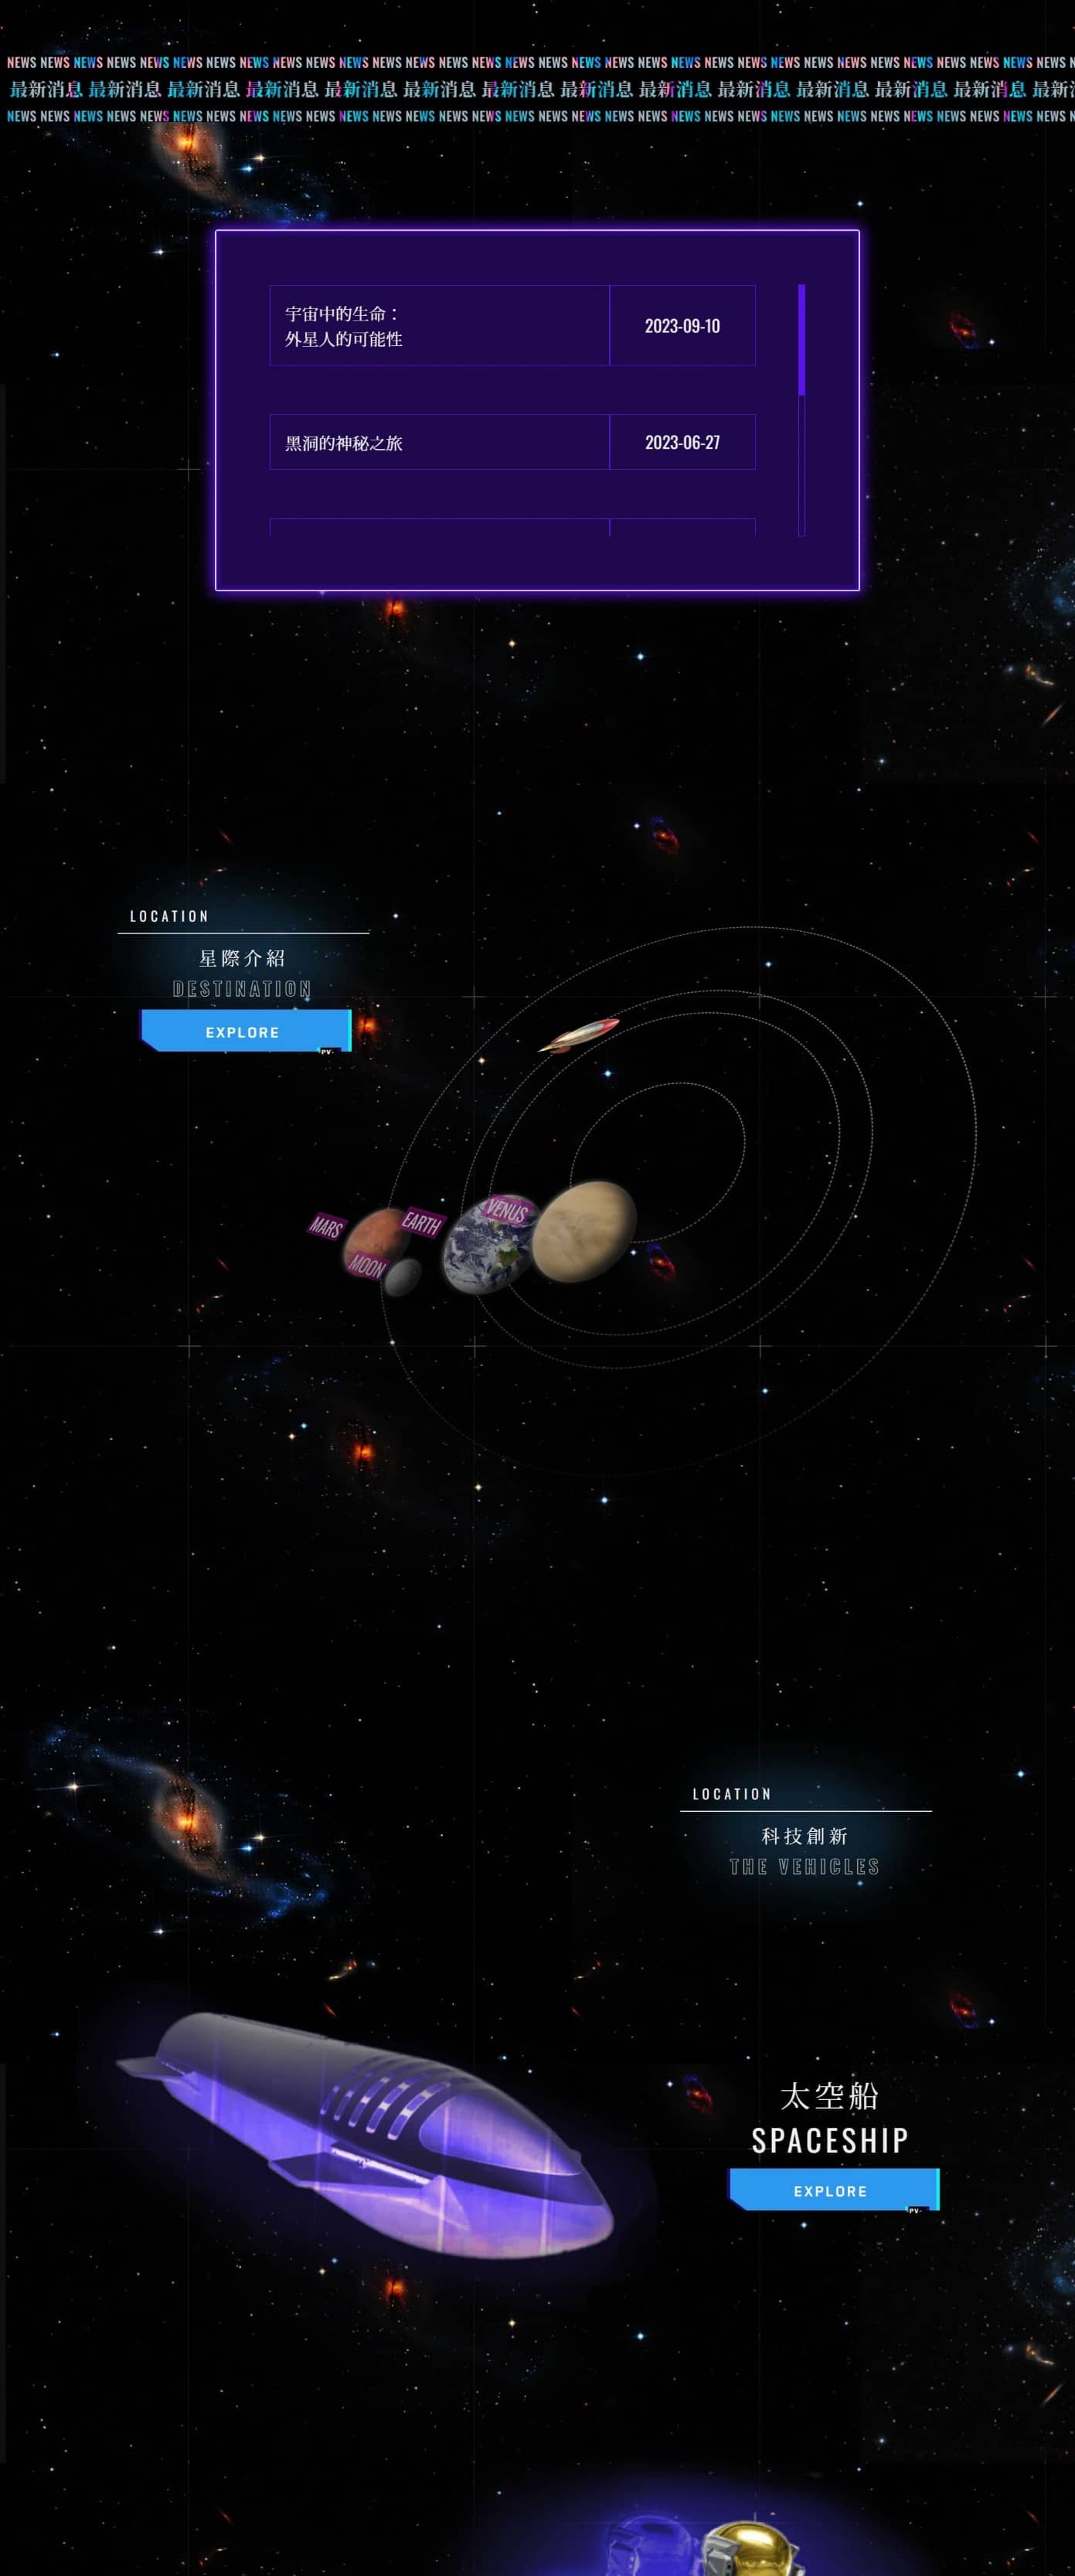 NEWS NEWS NEWS NEWS NEWS NEWS NEWS NEWS NEWS NEWS NEWS NEWS NEWS NEWS NEWS NEWS NEWS NEWS NEWS NEWS NEWS NEWS NEWS NEWS NEWS NEWS NEWS NEWS NEWS NEWS NEWS NEWS N
最新消息 最新消息 最新消息 最新消息 最新消息 最新消息 最新消息 最新消息 最新消息 最新消息 最新消息 最新消息 最新消息 最新
NEWS NEWS NEWS NEWS NEWS NEWS NEWS NEWS NEWS NEWS NEWS NEWS NEWS NEWS NEWS NEWS NEWS NEWS NEWS NEWS NEWS NEWS NEWS NEWS NEWS NEWS NEWS NEWS NEWS NEWS NEWS NEWS N
宇宙中的生命：
外星人的可能性
2023-09-10
黑洞的神秘之旅
2023-06-27
LOCATION
星際介紹
DESTINATION
EXPLORE
PV-
MARS
EARTH
VENUS
MOON
LOCATION
科技創新
THE VEHICLES
太空船
SPACESHIP
EXPLORE
PV-